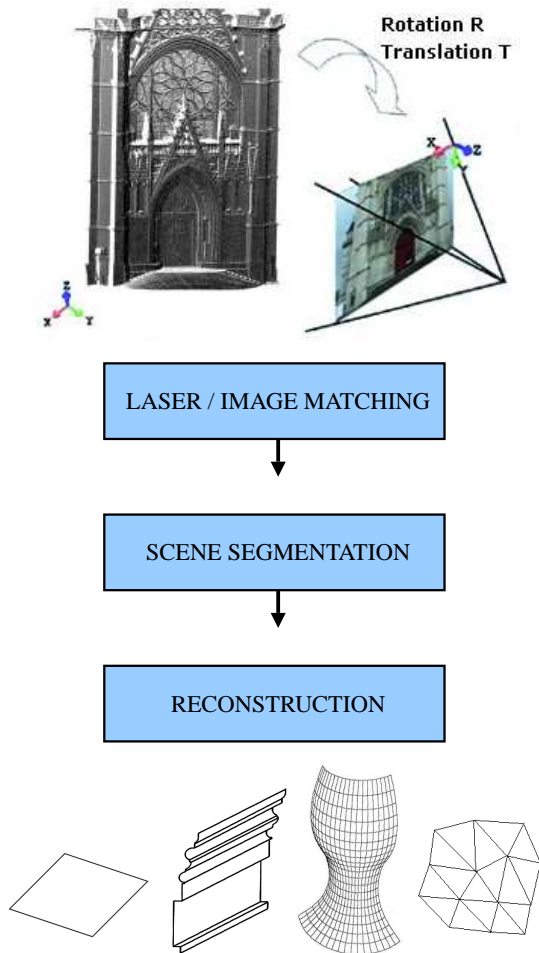 Rotation R
Translation T
X
Z
Y
Z
X
Y
LASER / IMAGE MATCHING
SCENE SEGMENTATION
RECONSTRUCTION